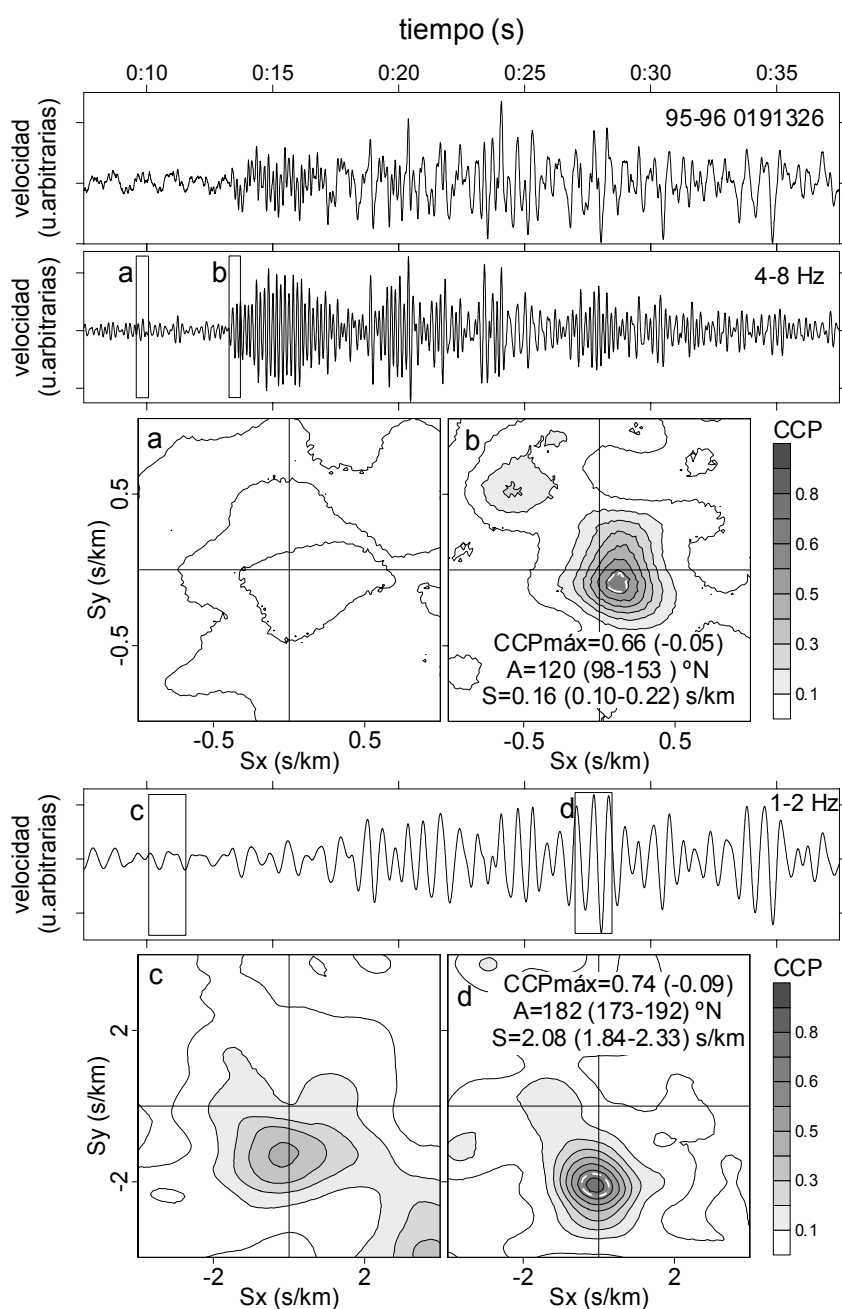 tiempo (s)
0:10 0:15 0:20 0:25 0:30 0:35
velocidad
(u.arbitrarias)
95-96 0191326
velocidad
(u.arbitrarias)
a b 4-8 Hz
a
b
CCP
0.8
0.6
0.5
0.3
0.1
Sy (s/km)
0.5
-0.5
CCPmáx=0.66 (-0.05)
A=120 (98-153 ) ºN
S=0.16 (0.10-0.22) s/km
-0.5 0.5
Sx (s/km)
-0.5 0.5
Sx (s/km)
velocidad
(u.arbitrarias)
c d 1-2 Hz
c
d
CCP
0.8
0.6
0.5
0.3
0.1
CCPmáx=0.74 (-0.09)
A=182 (173-192) ºN
S=2.08 (1.84-2.33) s/km
Sy (s/km)
2
-2
-2 2
Sx (s/km)
-2 2
Sx (s/km)